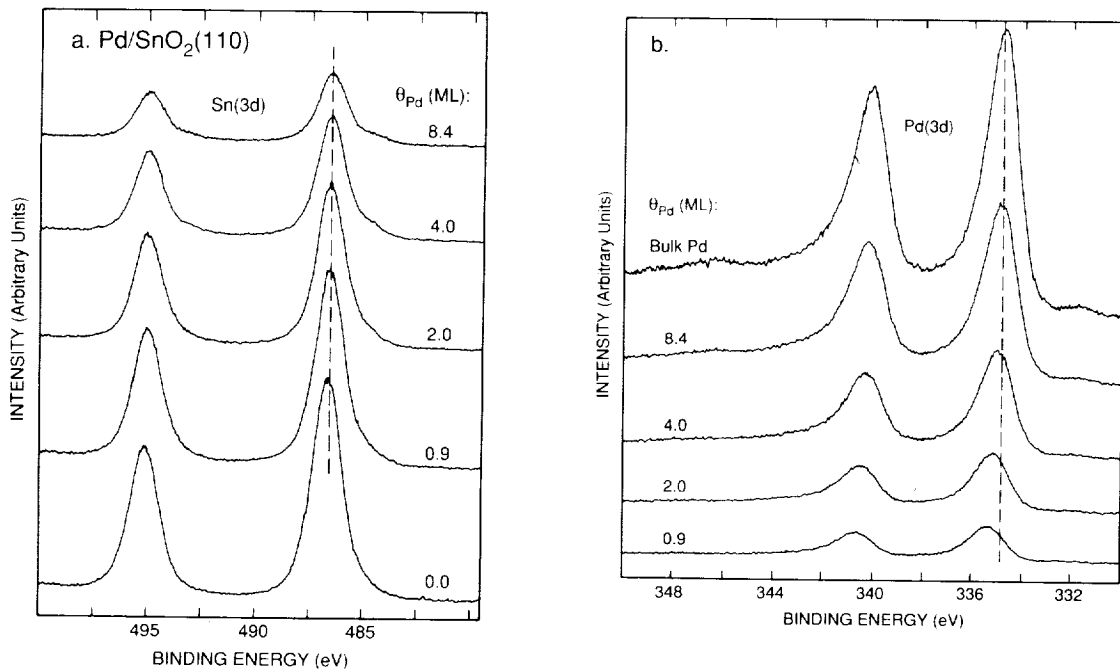 a. Pd/SnO₂(110)
Sn(3d)
θPd (ML):
8.4
4.0
2.0
0.9
0.0
INTENSITY (Arbitrary Units)
495
490
485
BINDING ENERGY (eV)
b.
Pd(3d)
θPd (ML):
Bulk Pd
8.4
4.0
2.0
0.9
INTENSITY (Arbitrary Units)
348
344
340
336
332
BINDING ENERGY (eV)